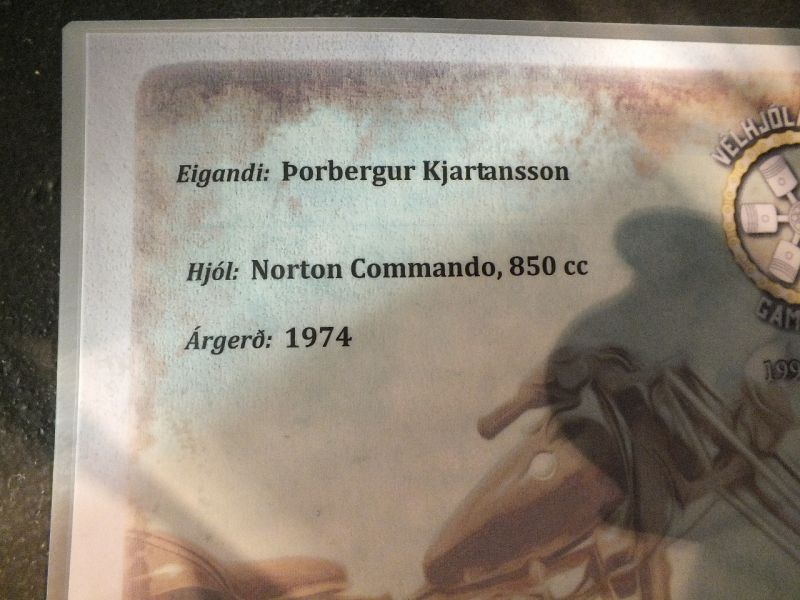 Eigandi: Þorbergur Kjartansson
Hjól: Norton Commando, 850 cc
Árgerð: 1974